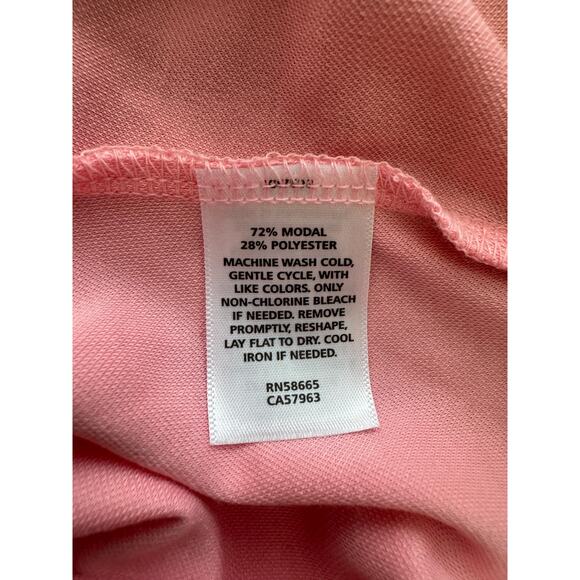 72% MODAL
28% POLYESTER
MACHINE WASH COLD,
GENTLE CYCLE, WITH
LIKE COLORS. ONLY
NON-CHLORINE BLEACH
IF NEEDED. REMOVE
PROMPTLY, RESHAPE,
LAY FLAT TO DRY. COOL
IRON IF NEEDED.
RN58665
CA57963